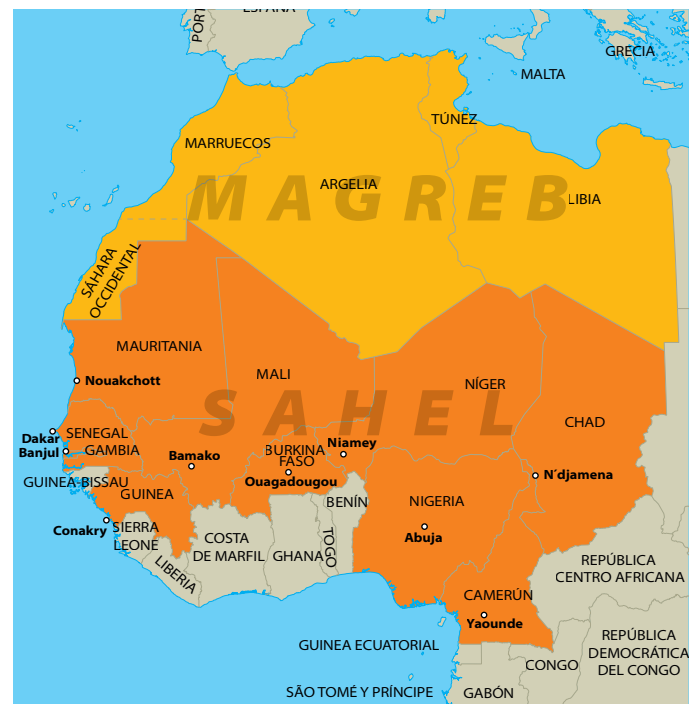 PORT
ESPAÑA
GRECIA
MALTA
TÚNEZ
MARRUECOS
ARGELIA
LIBIA
MAGREB
SÁHARA
OCCIDENTAL
MAURITANIA
MALI
NÍGER
CHAD
Nouakchott
SAHEL
Dakar
SENEGAL
Banjul
GAMBIA
Bamako
BURKINA
FASO
Niamey
Ouagadougou
N´djamena
GUINEA-BISSAU
GUINEA
BENÍN
NIGERIA
Conakry
SIERRA
LEONE
LIBERIA
COSTA
DE MARFIL
GHANA
TOGO
Abuja
REPÚBLICA
CENTRO AFRICANA
CAMERÚN
Yaounde
GUINEA ECUATORIAL
REPÚBLICA
DEMOCRÁTICA
DEL CONGO
CONGO
SÃO TOMÉ Y PRÍNCIPE
GABÓN